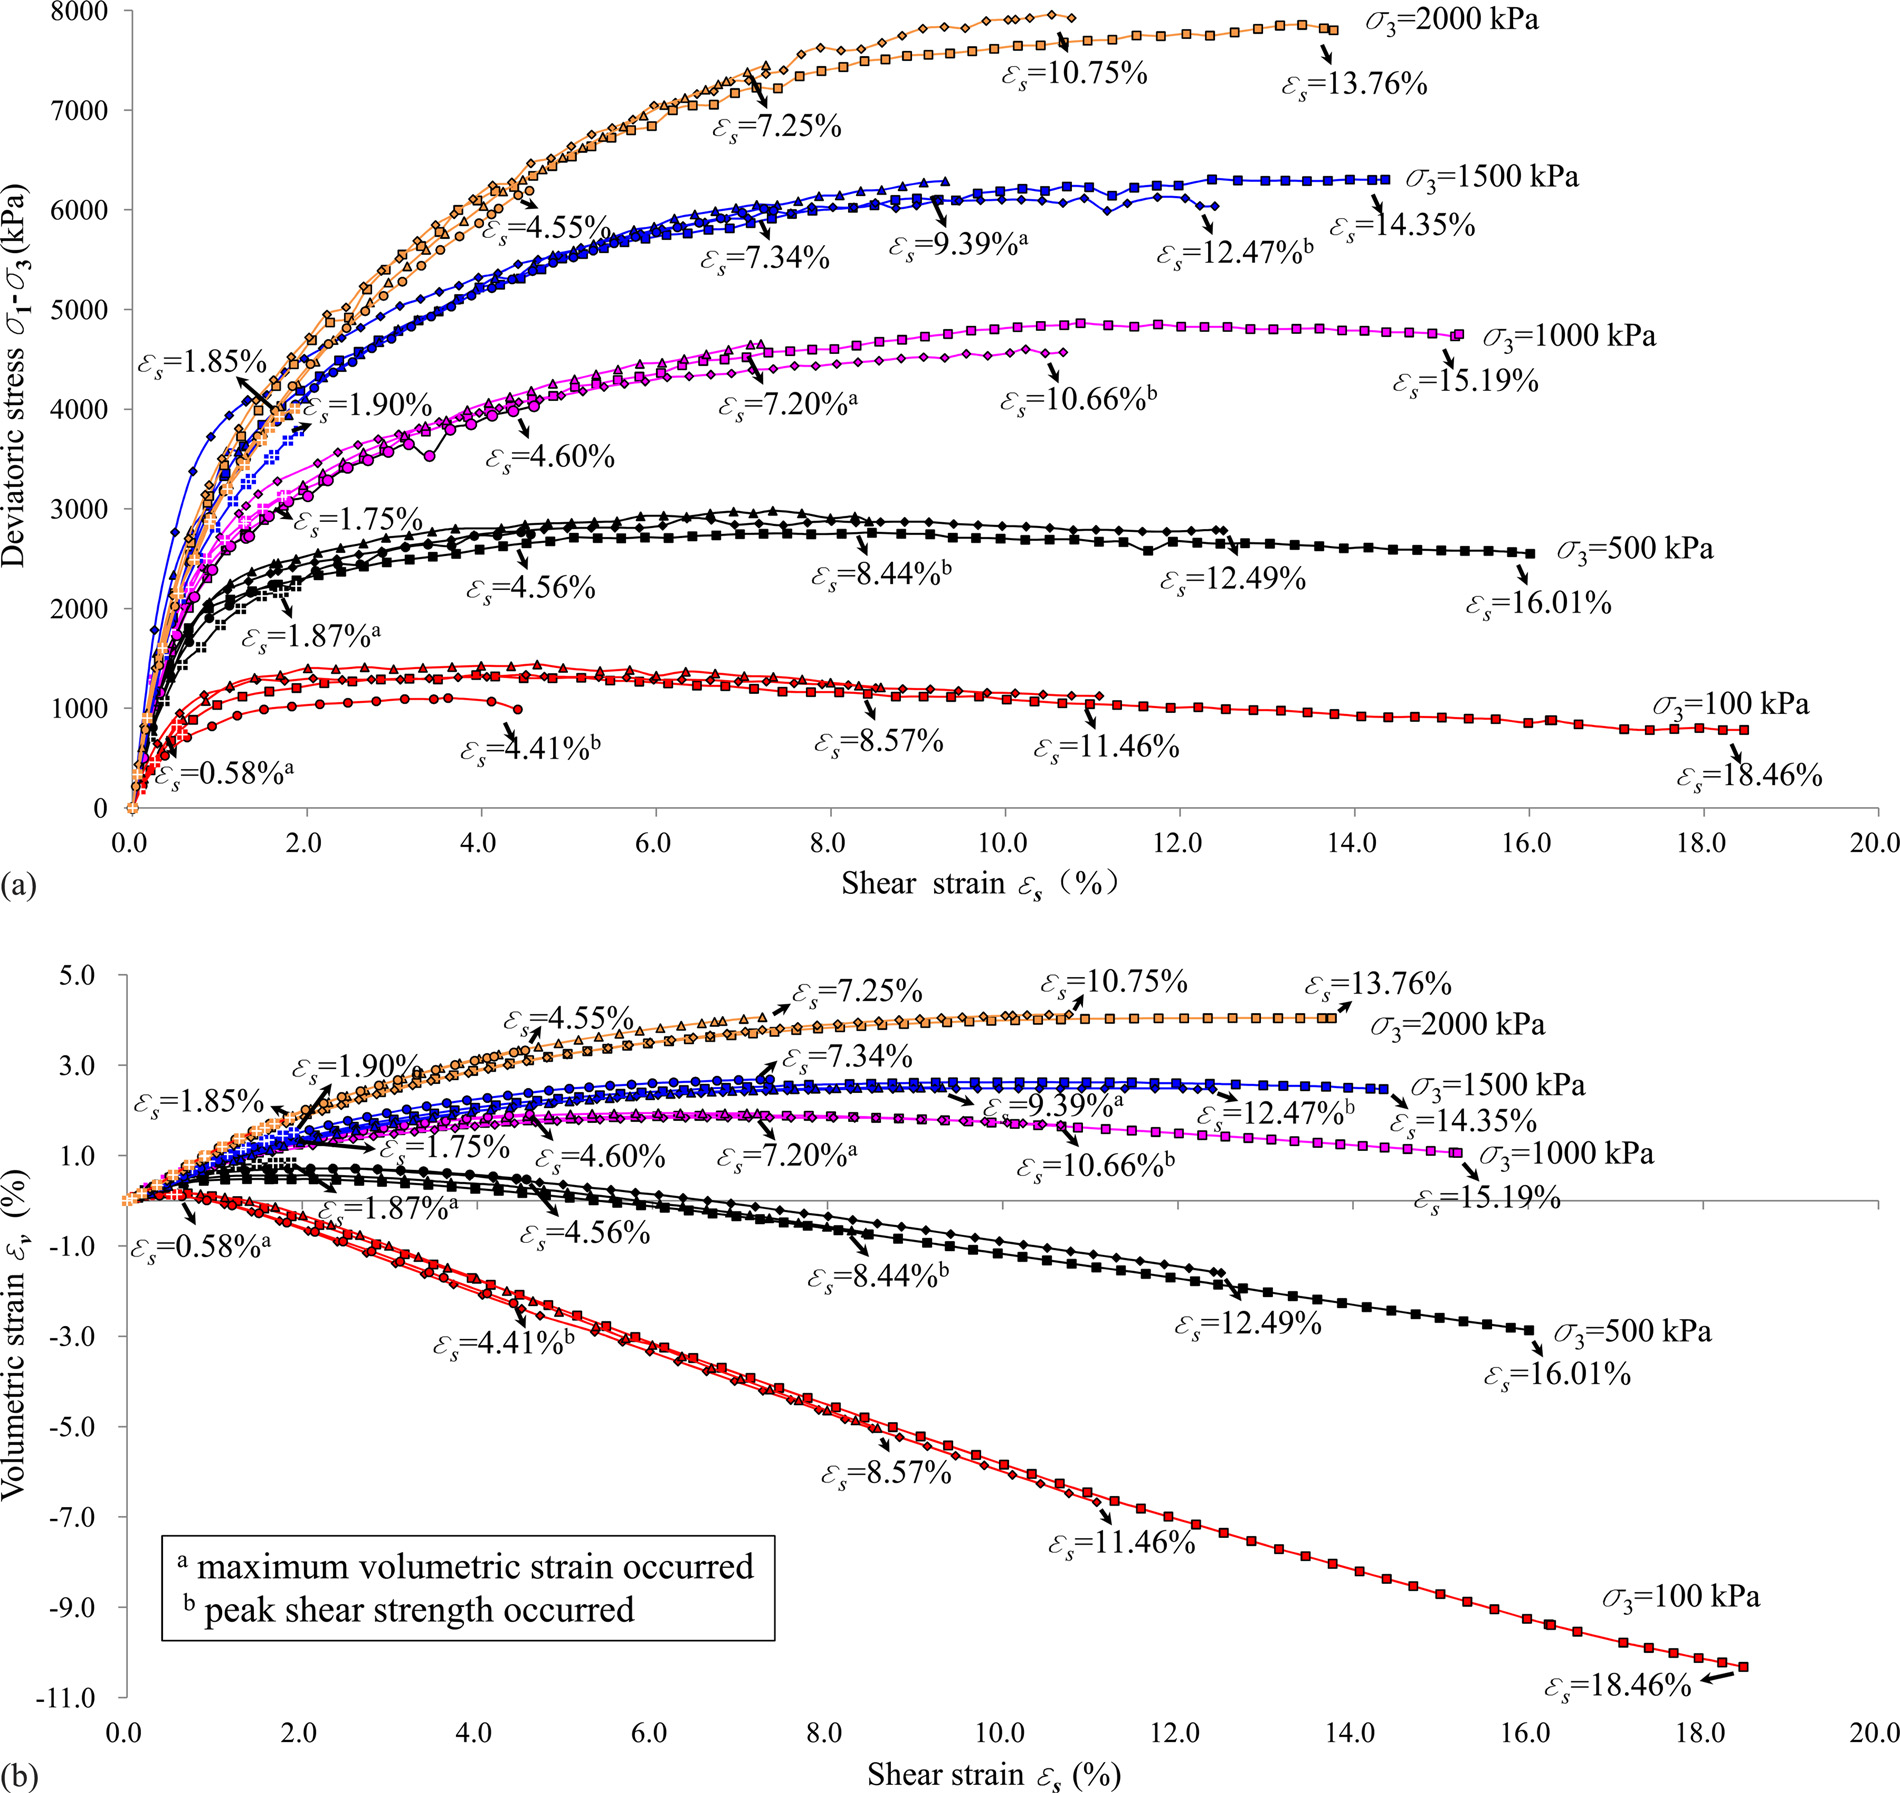 8000
7000
6000
5000
4000
3000
2000
1000
0
Deviatoric stress σ1-σ3(kPa)
σ3=2000 kPa
εs=10.75%
εs=13.76%
εs=7.25%
εs=4.55%
σ3=1500 kPa
εs=14.35%
εs=12.47%b
εs=9.39%a
εs=7.34%
εs=1.85%
εs=1.90%
σ3=1000 kPa
εs=15.19%
εs=10.66%b
εs=7.20%a
εs=4.60%
εs=1.75%
σ3=500 kPa
εs=16.01%
εs=12.49%
εs=8.44%b
εs=4.56%
εs=1.87%a
σ3=100 kPa
εs=18.46%
εs=11.46%
εs=8.57%
εs=4.41%b
εs=0.58%a
0.0 2.0 4.0 6.0 8.0 10.0 12.0 14.0 16.0 18.0 20.0
(a)
Shear strain εs (%)
5.0
3.0
1.0
-1.0
-3.0
-5.0
-7.0
-9.0
-11.0
Volumetric strain εv (%)
εs=7.25%
εs=10.75%
εs=13.76%
εs=4.55%
σ3=2000 kPa
εs=1.90%
εs=7.34%
εs=1.85%
σ3=1500 kPa
εs=9.39%a
εs=12.47%b
εs=14.35%
εs=1.75%
εs=4.60%
εs=7.20%a
εs=10.66%b
σ3=1000 kPa
εs=15.19%
εs=1.87%a
εs=4.56%
εs=0.58%a
εs=8.44%b
εs=12.49%
σ3=500 kPa
εs=16.01%
εs=4.41%b
εs=8.57%
εs=11.46%
a maximum volumetric strain occurred
b peak shear strength occurred
σ3=100 kPa
εs=18.46%
0.0 2.0 4.0 6.0 8.0 10.0 12.0 14.0 16.0 18.0 20.0
(b)
Shear strain εs (%)